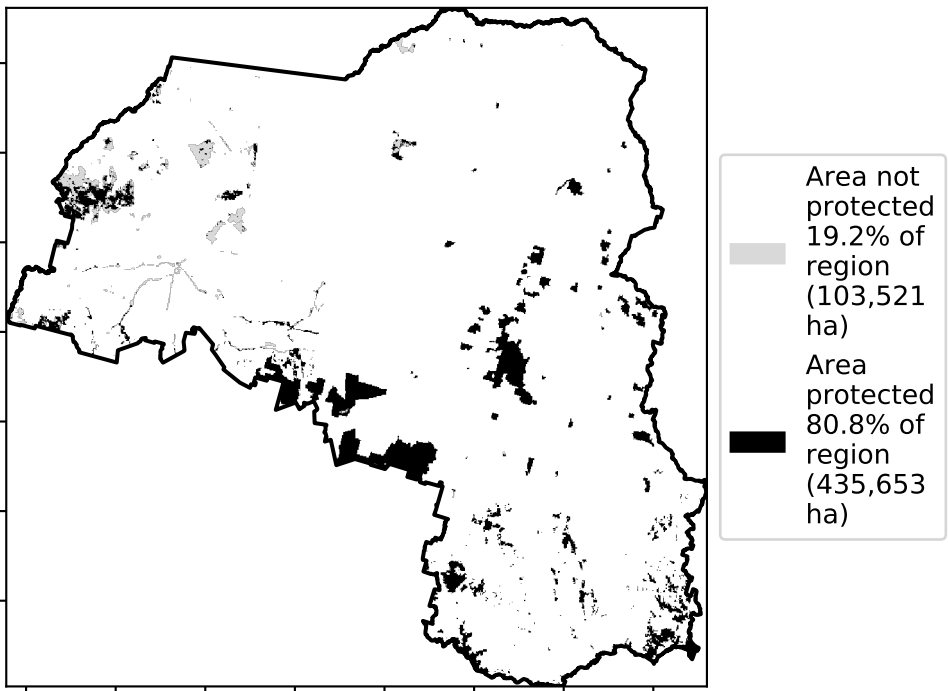 Area not
protected
19.2% of
region
(103,521
ha)
Area
protected
80.8% of
region
(435,653
ha)